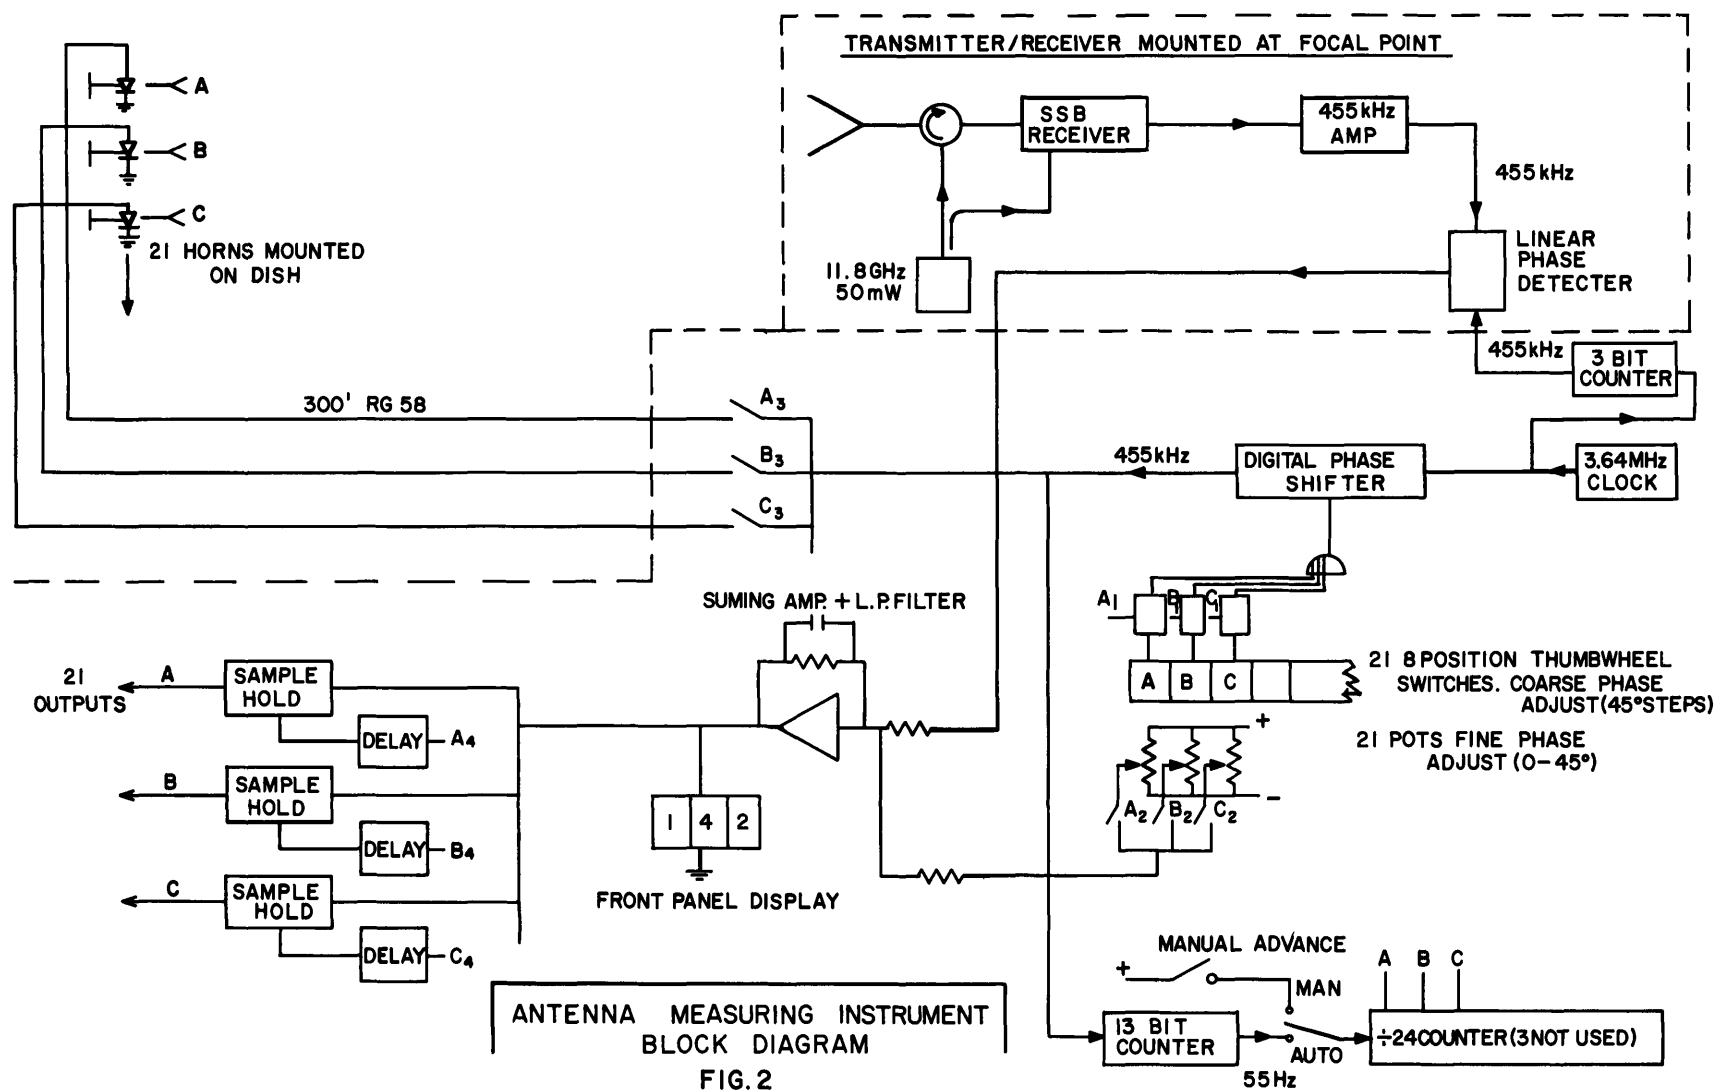 TRANSMITTER/RECEIVER MOUNTED AT FOCAL POINT
A
B
C
21 HORNS MOUNTED
ON DISH
SSB
RECEIVER
455kHz
AMP
455kHz
11.8GHz
50mW
LINEAR
PHASE
DETECTER
455kHz
3 BIT
COUNTER
300' RG 58
A3
B3
C3
455kHz
DIGITAL PHASE
SHIFTER
3.64MHz
CLOCK
SUMING AMP. + L.P. FILTER
A1
B1
C1
A B C
21 8 POSITION THUMBWHEEL
SWITCHES. COARSE PHASE
ADJUST (45° STEPS)
+
21 POTS FINE PHASE
ADJUST (0-45°)
-
A2 B2 C2
21
OUTPUTS
A
SAMPLE
HOLD
DELAY A4
B
SAMPLE
HOLD
DELAY B4
C
SAMPLE
HOLD
DELAY C4
1 4 2
FRONT PANEL DISPLAY
MANUAL ADVANCE
+
MAN
A B C
13 BIT
COUNTER
AUTO
55Hz
÷24 COUNTER (3 NOT USED)
ANTENNA MEASURING INSTRUMENT
BLOCK DIAGRAM
FIG. 2